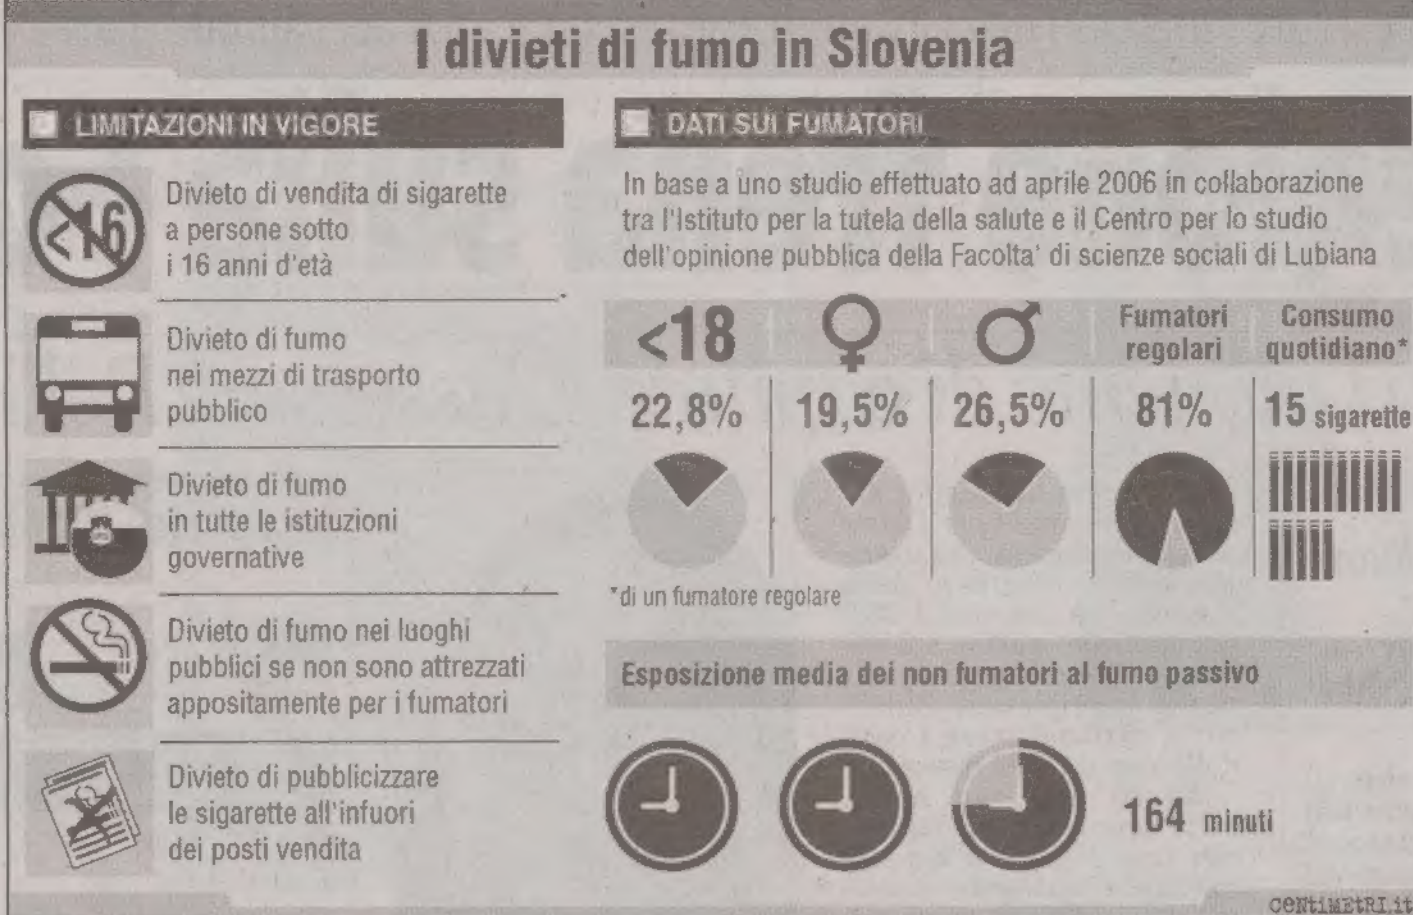 I divieti di fumo in Slovenia
LIMITAZIONI IN VIGORE
<16
Divieto di vendita di sigarette
a persone sotto
i 16 anni d'età
Divieto di fumo
nei mezzi di trasporto
pubblico
Divieto di fumo
in tutte le istituzioni
governative
Divieto di fumo nei luoghi
pubblici se non sono attrezzati
appositamente per i fumatori
Divieto di pubblicizzare
le sigarette all'infuori
dei posti vendita
DATI SUI FUMATORI
In base a uno studio effettuato ad aprile 2006 in collaborazione
tra l'Istituto per la tutela della salute e il Centro per lo studio
dell'opinione pubblica della Facolta' di scienze sociali di Lubiana
<18 ♀ ♂ Fumatori regolari Consumo quotidiano*
22,8% 19,5% 26,5% 81% 15 sigarette
*di un fumatore regolare
Esposizione media dei non fumatori al fumo passivo
164 minuti
CENTIMETRI.it